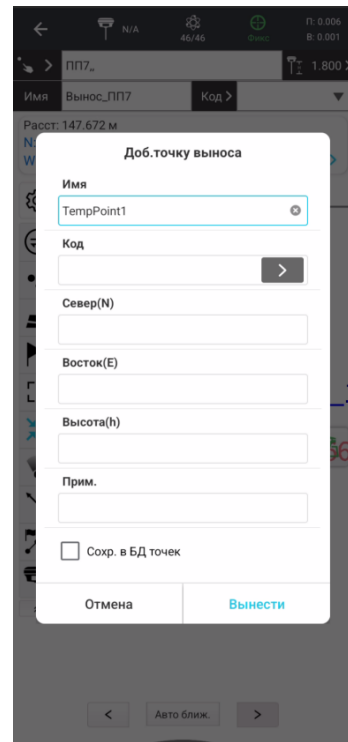 N/A
46/46
Фикс
П: 0.006
В: 0.001
ПП7,,
1.800
Имя
Вынос_ПП7
Код
Расст: 147.672 м
N:
W
Доб.точку выноса
Имя
TempPoint1
Код
Север(N)
Восток(E)
Высота(h)
Прим.
Сохр. в БД точек
Отмена
Вынести
Авто ближ.